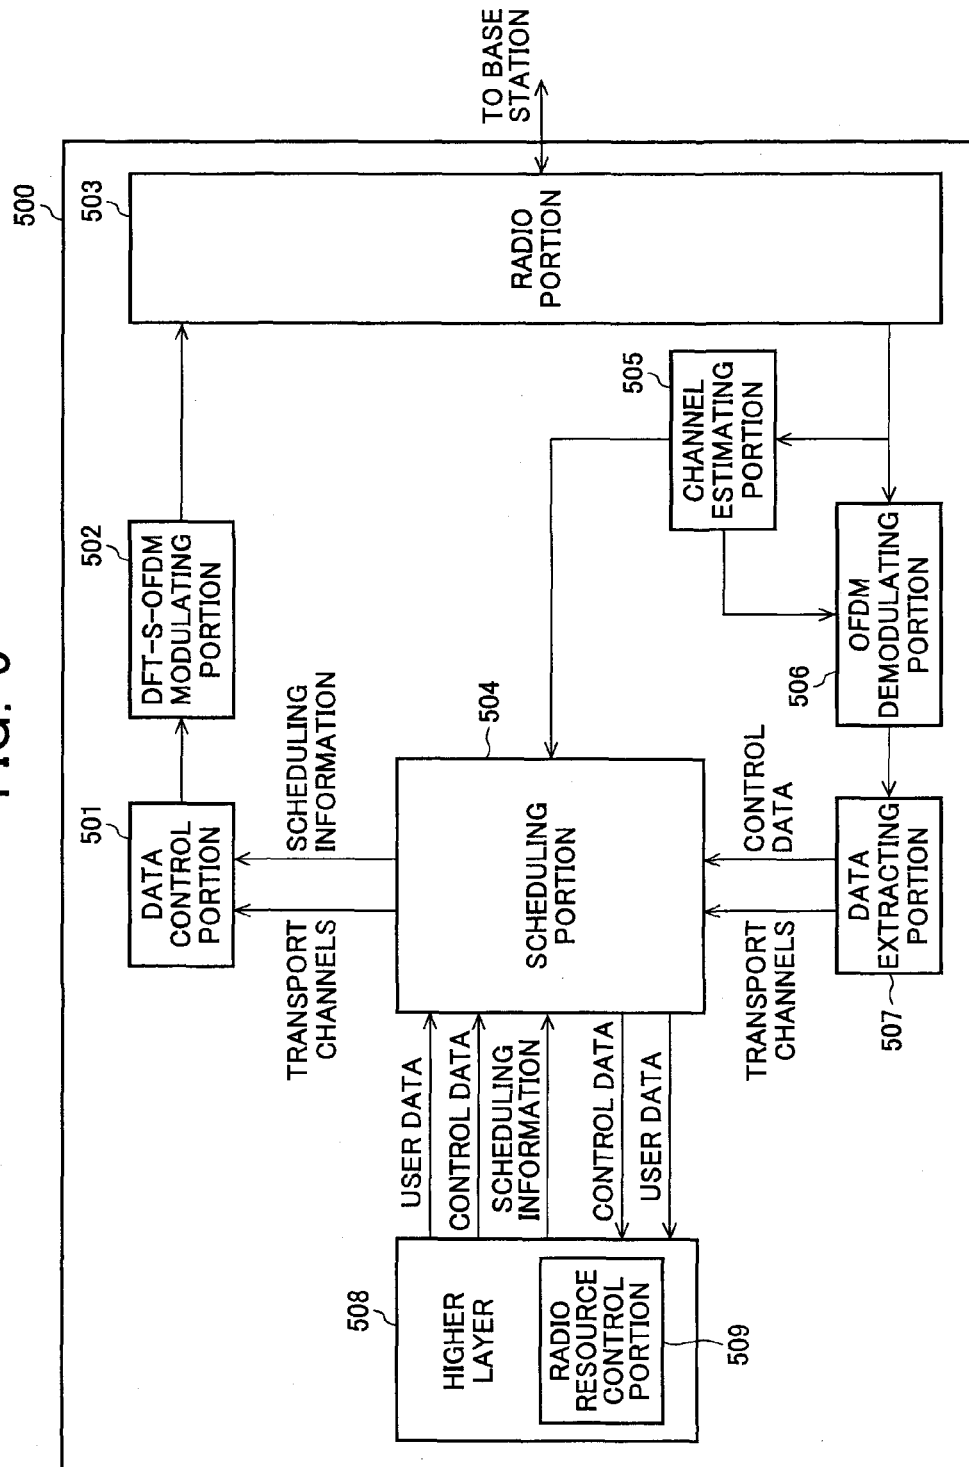 500
503
RADIO
PORTION
TO BASE
STATION
502
DFT-S-OFDM
MODULATING
PORTION
505
CHANNEL
ESTIMATING
PORTION
501
DATA
CONTROL
PORTION
SCHEDULING
INFORMATION
TRANSPORT
CHANNELS
504
SCHEDULING
PORTION
506
OFDM
DEMODULATING
PORTION
CONTROL
DATA
TRANSPORT
CHANNELS
507
DATA
EXTRACTING
PORTION
USER DATA
CONTROL DATA
SCHEDULING
INFORMATION
CONTROL DATA
USER DATA
508
HIGHER
LAYER
RADIO
RESOURCE
CONTROL
PORTION
509